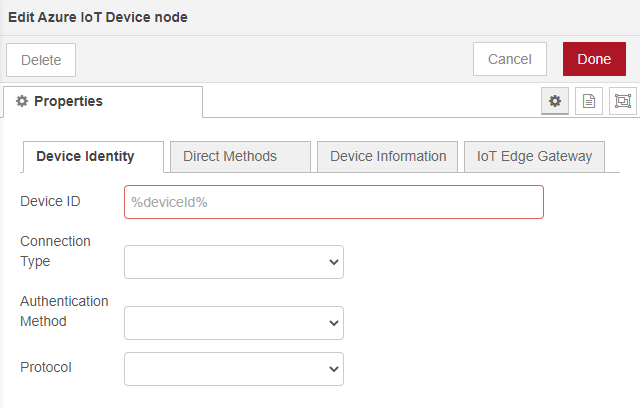 Edit Azure IoT Device node
Delete
Cancel
Done
Properties
Device Identity
Direct Methods
Device Information
IoT Edge Gateway
Device ID
%deviceId%
Connection
Type
Authentication
Method
Protocol